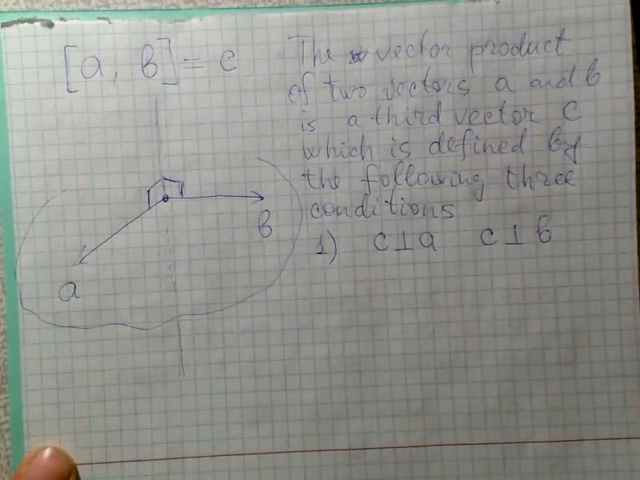 [a, b] = c
The vector product
of two vectors a and b
is a third vector c
which is defined by
the following three
conditions
1) c⊥a c⊥b
b
a